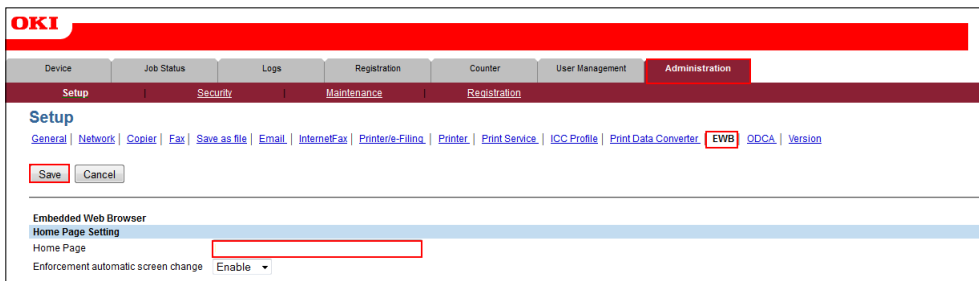 OKI
Device Job Status Logs Registration Counter User Management Administration
Setup | Security | Maintenance | Registration
Setup
General | Network | Copier | Fax | Save as file | Email | InternetFax | Printer/e-Filing | Printer | Print Service | ICC Profile | Print Data Converter | EWB | ODCA | Version
Save Cancel
Embedded Web Browser
Home Page Setting
Home Page
Enforcement automatic screen change Enable